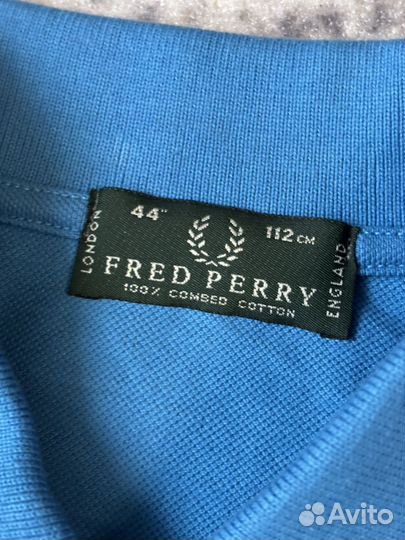 44" 112 CM
LONDON
FRED PERRY
ENGLAND
100% COMBED COTTON
Avito